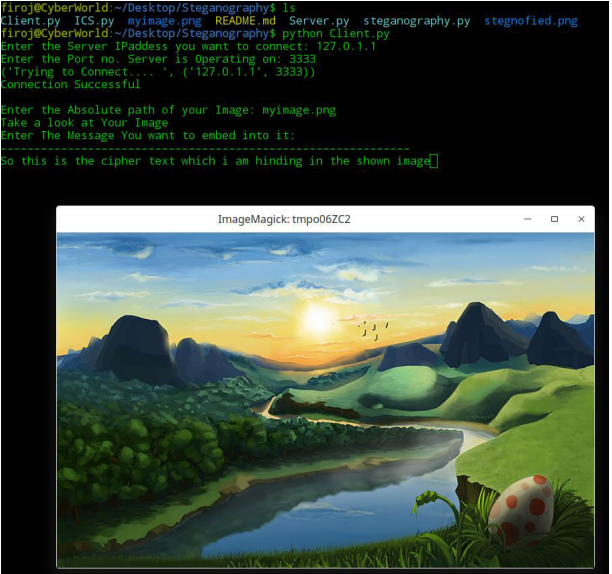 firoj@CyberWorld:~/Desktop/Steganography$ ls
Client.py ICS.py myimage.png README.md Server.py steganography.py stegnofied.png
firoj@CyberWorld:~/Desktop/Steganography$ python Client.py
Enter the Server IPaddess you want to connect: 127.0.1.1
Enter the Port no. Server is Operating on: 3333
('Trying to Connect.... ', ('127.0.1.1', 3333))
Connection Successful
Enter the Absolute path of your Image: myimage.png
Take a look at Your Image
Enter The Message You want to embed into it:
--------------------------------------------------------------
So this is the cipher text which i am hinding in the shown image
ImageMagick: tmpo06ZC2